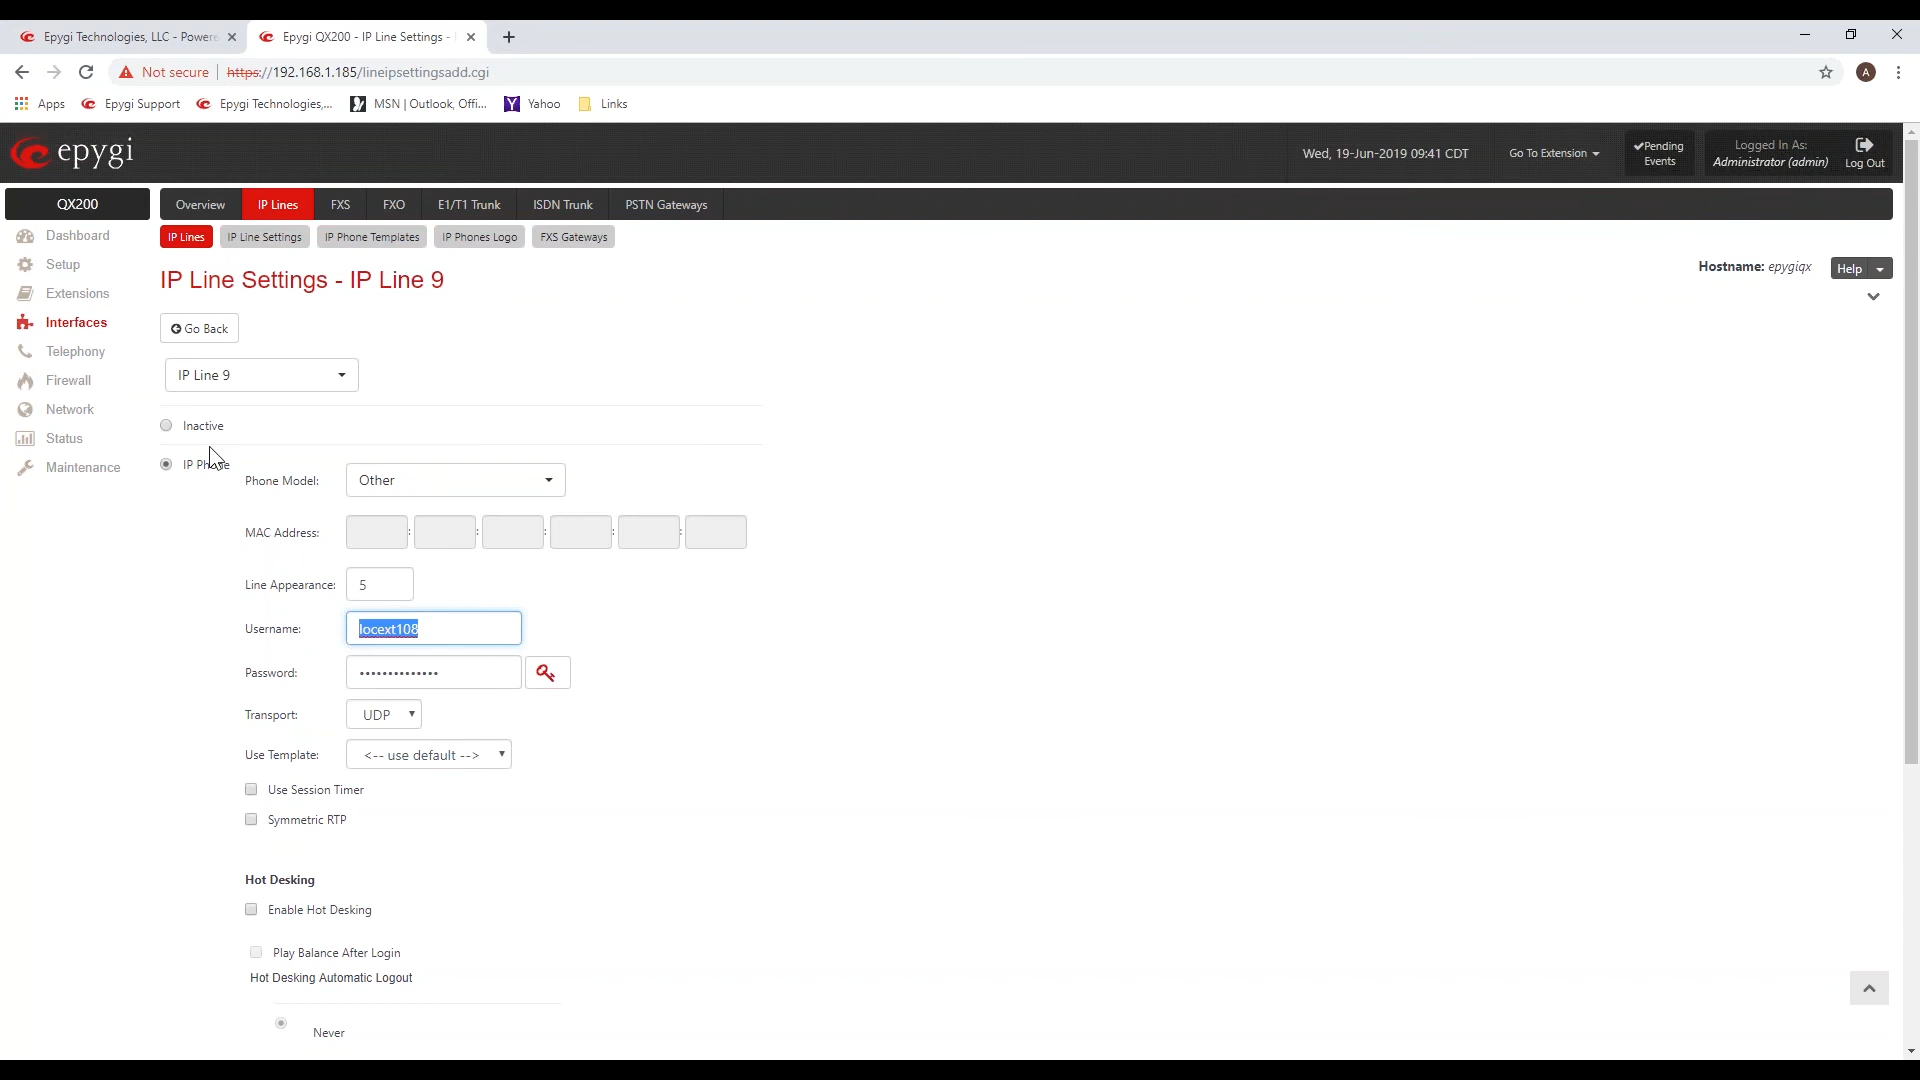 Epygi Technologies, LLC - Powere
Epygi QX200 - IP Line Settings -
Not secure
https://192.168.1.185/lineipsettingsadd.cgi
A
Apps
Epygi Support
Epygi Technologies,...
MSN | Outlook, Offi...
Yahoo
Links
epygi
Wed, 19-Jun-2019 09:41 CDT
Go To Extension
Pending
Events
Logged In As:
Administrator (admin)
Log Out
QX200
Overview
IP Lines
FXS
FXO
E1/T1 Trunk
ISDN Trunk
PSTN Gateways
Dashboard
Setup
Extensions
Interfaces
Telephony
Firewall
Network
Status
Maintenance
IP Lines
IP Line Settings
IP Phone Templates
IP Phones Logo
FXS Gateways
IP Line Settings - IP Line 9
Hostname: epygiqx
Help
Go Back
IP Line 9
Inactive
IP Phone
Phone Model:
Other
MAC Address:
: : : : :
Line Appearance:
5
Username:
locext108
Password:
••••••••••••••
Transport:
UDP
Use Template:
<-- use default -->
Use Session Timer
Symmetric RTP
Hot Desking
Enable Hot Desking
Play Balance After Login
Hot Desking Automatic Logout
Never